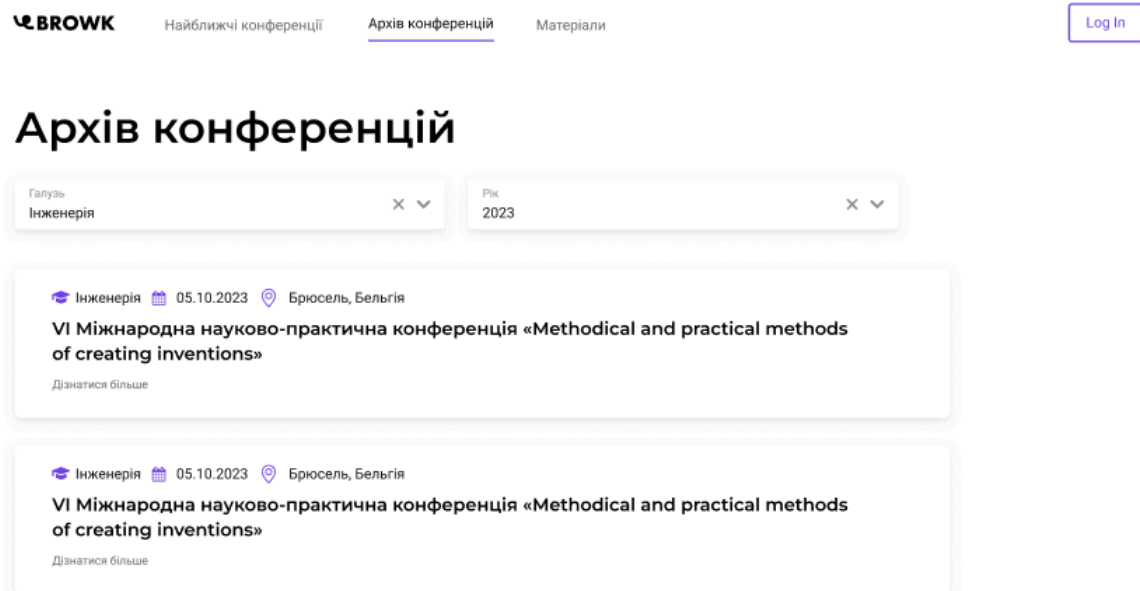 BROWK
Найближчі конференції
Архів конференцій
Матеріали
Log In
Архів конференцій
Галузь
Інженерія
Рік
2023
Інженерія 05.10.2023 Брюсель, Бельгія
VI Міжнародна науково-практична конференція «Methodical and practical methods
of creating inventions»
Дізнатися більше
Інженерія 05.10.2023 Брюсель, Бельгія
VI Міжнародна науково-практична конференція «Methodical and practical methods
of creating inventions»
Дізнатися більше